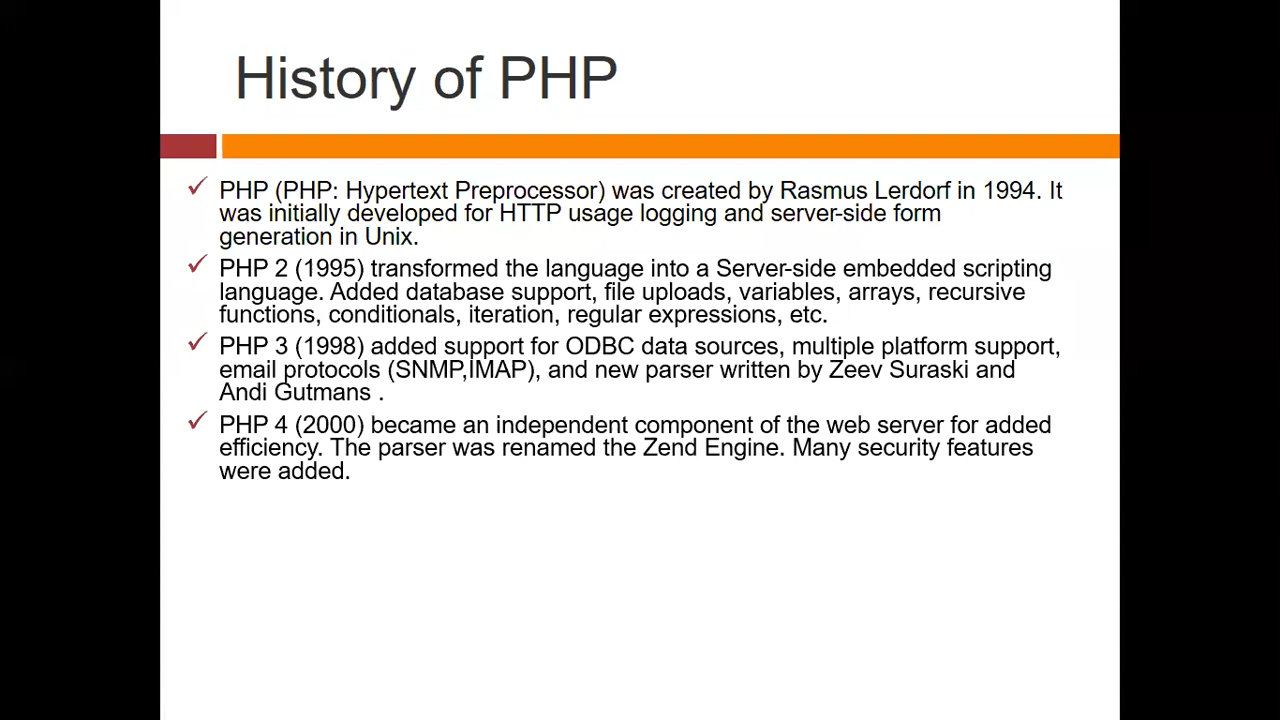 History of PHP
PHP (PHP: Hypertext Preprocessor) was created by Rasmus Lerdorf in 1994. It
was initially developed for HTTP usage logging and server-side form
generation in Unix.
PHP 2 (1995) transformed the language into a Server-side embedded scripting
language. Added database support, file uploads, variables, arrays, recursive
functions, conditionals, iteration, regular expressions, etc.
PHP 3 (1998) added support for ODBC data sources, multiple platform support,
email protocols (SNMP,IMAP), and new parser written by Zeev Suraski and
Andi Gutmans .
PHP 4 (2000) became an independent component of the web server for added
efficiency. The parser was renamed the Zend Engine. Many security features
were added.